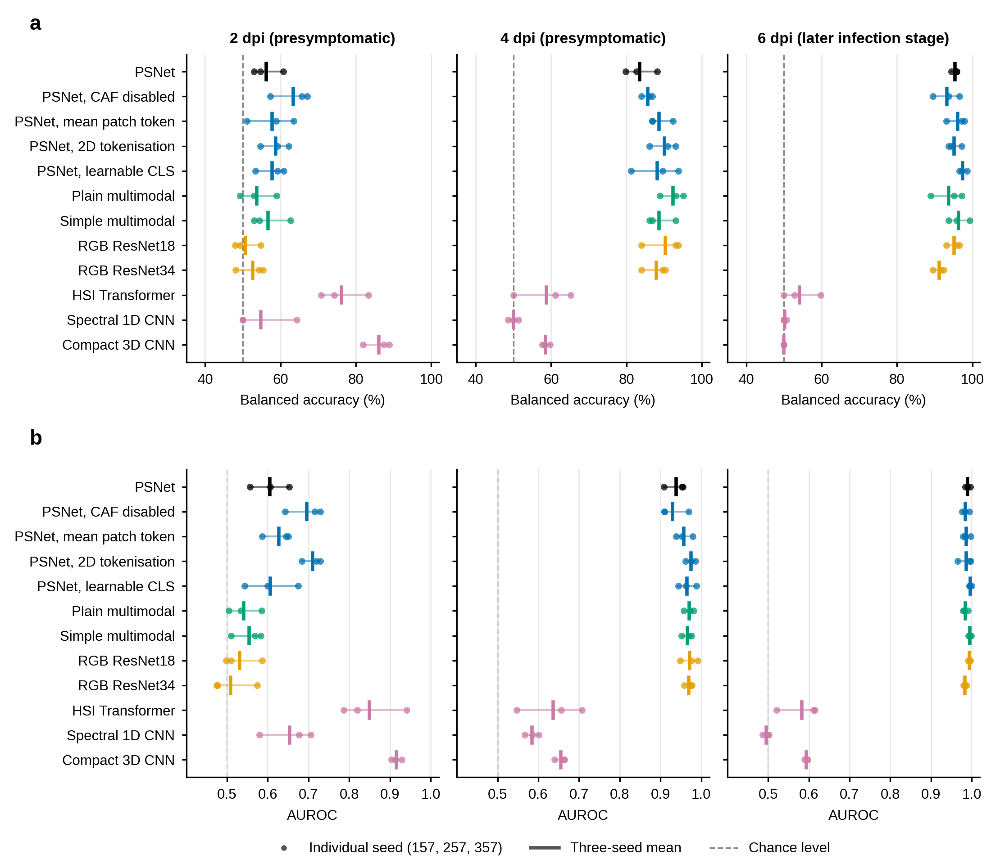 a
2 dpi (presymptomatic)
4 dpi (presymptomatic)
6 dpi (later infection stage)
PSNet
PSNet, CAF disabled
PSNet, mean patch token
PSNet, 2D tokenisation
PSNet, learnable CLS
Plain multimodal
Simple multimodal
RGB ResNet18
RGB ResNet34
HSI Transformer
Spectral 1D CNN
Compact 3D CNN
40 60 80 100 40 60 80 100 40 60 80 100
Balanced accuracy (%) Balanced accuracy (%) Balanced accuracy (%)
b
PSNet
PSNet, CAF disabled
PSNet, mean patch token
PSNet, 2D tokenisation
PSNet, learnable CLS
Plain multimodal
Simple multimodal
RGB ResNet18
RGB ResNet34
HSI Transformer
Spectral 1D CNN
Compact 3D CNN
0.5 0.6 0.7 0.8 0.9 1.0 0.5 0.6 0.7 0.8 0.9 1.0 0.5 0.6 0.7 0.8 0.9 1.0
AUROC AUROC AUROC
Individual seed (157, 257, 357) Three-seed mean Chance level